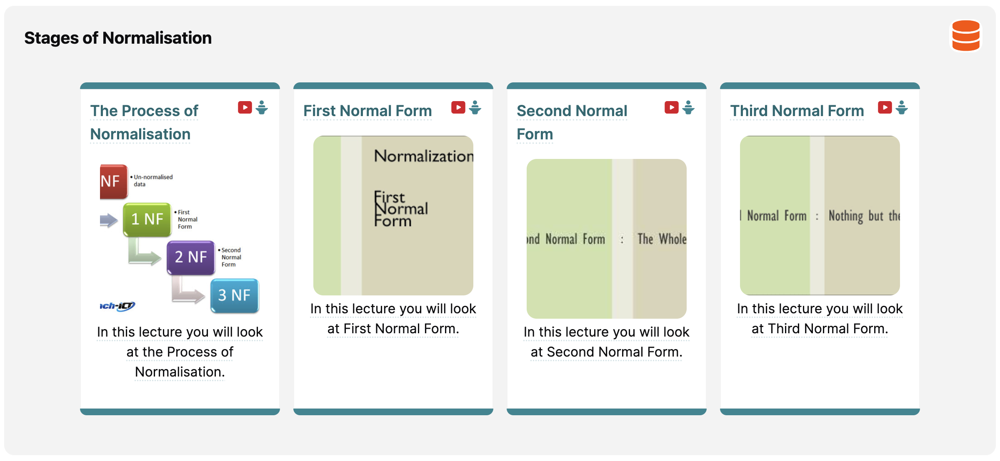 Stages of Normalisation
The Process of
Normalisation
NF
• Un-normalised
data
1 NF
• First
Normal
Form
2 NF
• Second
Normal
Form
3 NF
ach-iCT
In this lecture you will look
at the Process of
Normalisation.
First Normal Form
Normalization
First
Normal
Form
In this lecture you will look
at First Normal Form.
Second Normal
Form
ond Normal Form : The Whole
In this lecture you will look
at Second Normal Form.
Third Normal Form
Normal Form : Nothing but the
In this lecture you will look
at Third Normal Form.